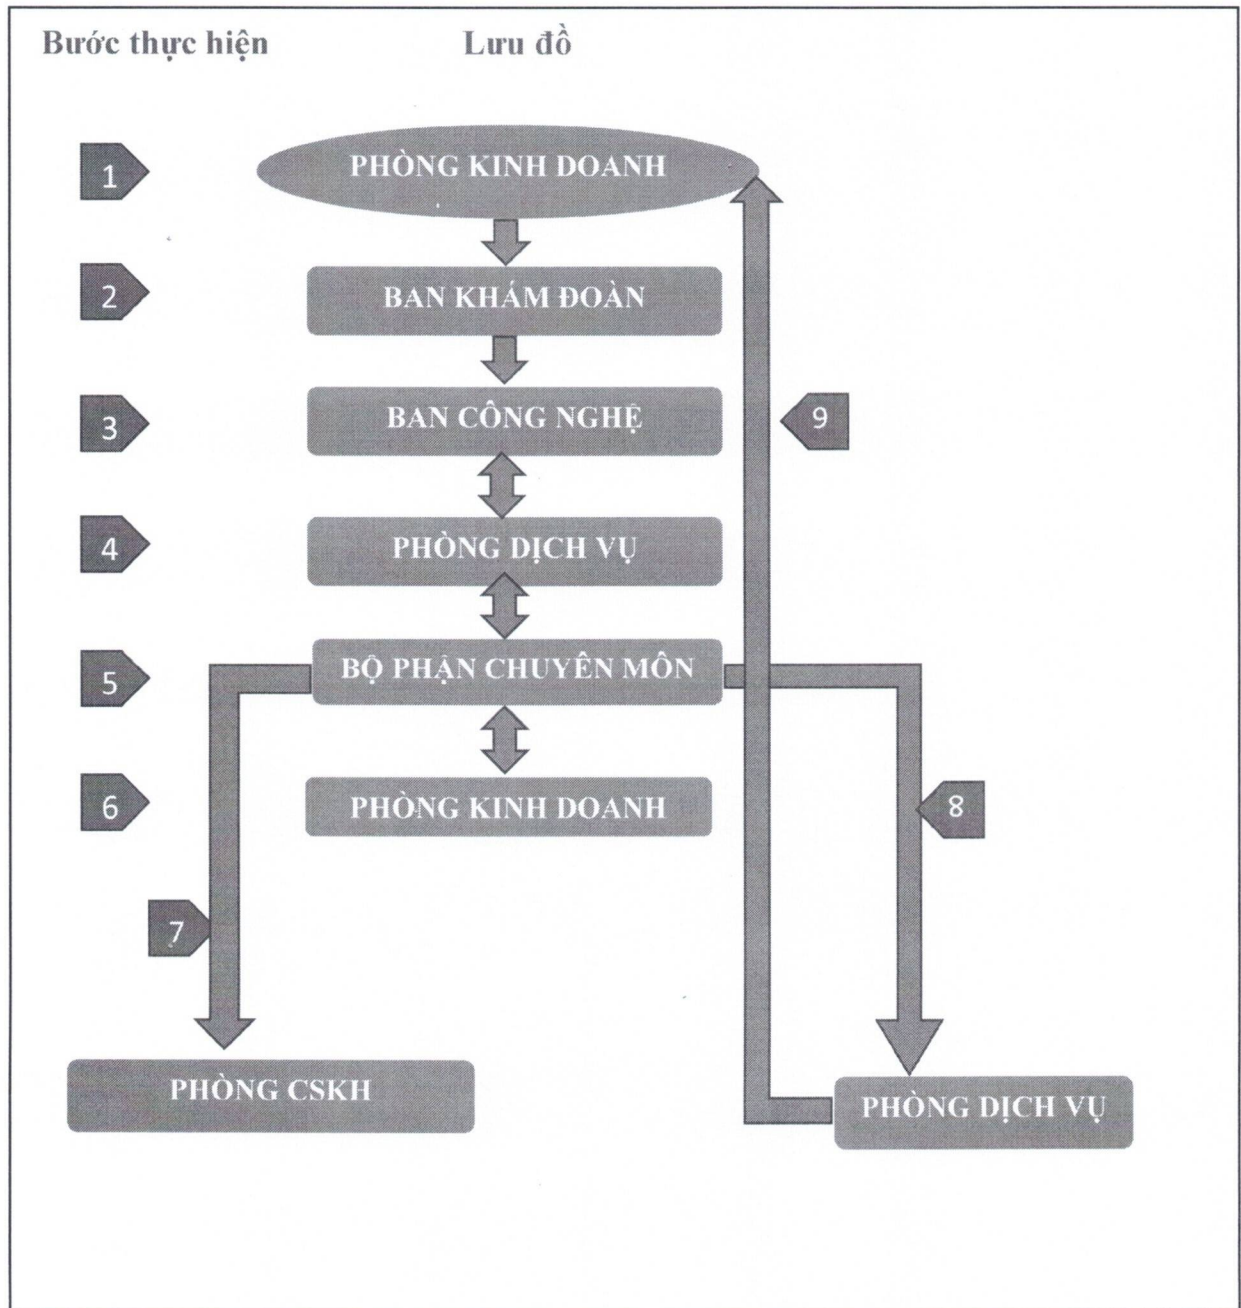 Bước thực hiện Lưu đồ
1 PHÒNG KINH DOANH
2 BAN KHÁM ĐOÀN
3 BAN CÔNG NGHỆ 9
4 PHÒNG DỊCH VỤ
5 BỘ PHẬN CHUYÊN MÔN
6 PHÒNG KINH DOANH 8
7
PHÒNG CSKH PHÒNG DỊCH VỤ